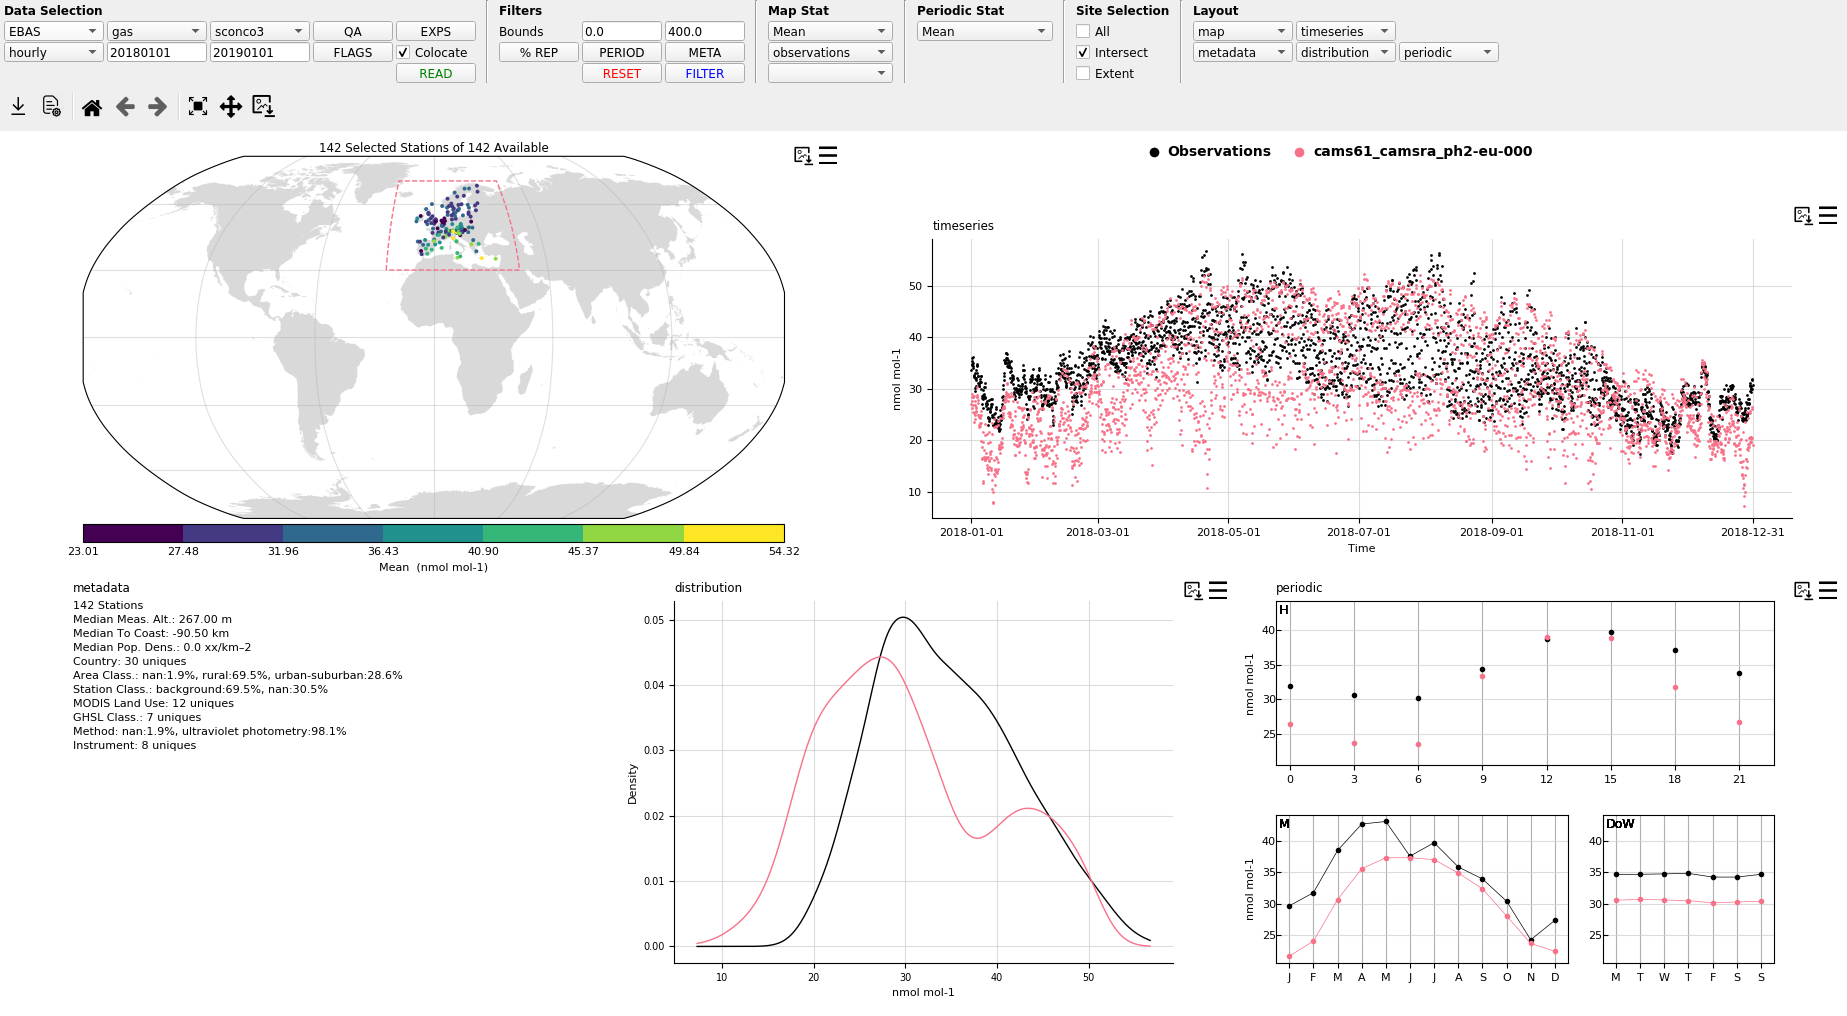 Data Selection
EBAS gas sconco3 QA EXPS
hourly 20180101 20190101 FLAGS Colocate
READ
Filters
Bounds 0.0 400.0
% REP PERIOD META
RESET FILTER
Map Stat
Mean
observations
Periodic Stat
Mean
Site Selection
All
Intersect
Extent
Layout
map timeseries
metadata distribution periodic
142 Selected Stations of 142 Available
23.01 27.48 31.96 36.43 40.90 45.37 49.84 54.32
Mean (nmol mol-1)
Observations cams61_camsra_ph2-eu-000
timeseries
nmol mol-1
50
40
30
20
10
2018-01-01 2018-03-01 2018-05-01 2018-07-01 2018-09-01 2018-11-01 2018-12-31
Time
metadata
142 Stations
Median Meas. Alt.: 267.00 m
Median To Coast: -90.50 km
Median Pop. Dens.: 0.0 xx/km–2
Country: 30 uniques
Area Class.: nan:1.9%, rural:69.5%, urban-suburban:28.6%
Station Class.: background:69.5%, nan:30.5%
MODIS Land Use: 12 uniques
GHSL Class.: 7 uniques
Method: nan:1.9%, ultraviolet photometry:98.1%
Instrument: 8 uniques
distribution
Density
0.05
0.04
0.03
0.02
0.01
0.00
10 20 30 40 50
nmol mol-1
periodic
H
nmol mol-1
40
35
30
25
0 3 6 9 12 15 18 21
M
nmol mol-1
40
35
30
25
J F M A M J J A S O N D
DoW
40
35
30
25
M T W T F S S